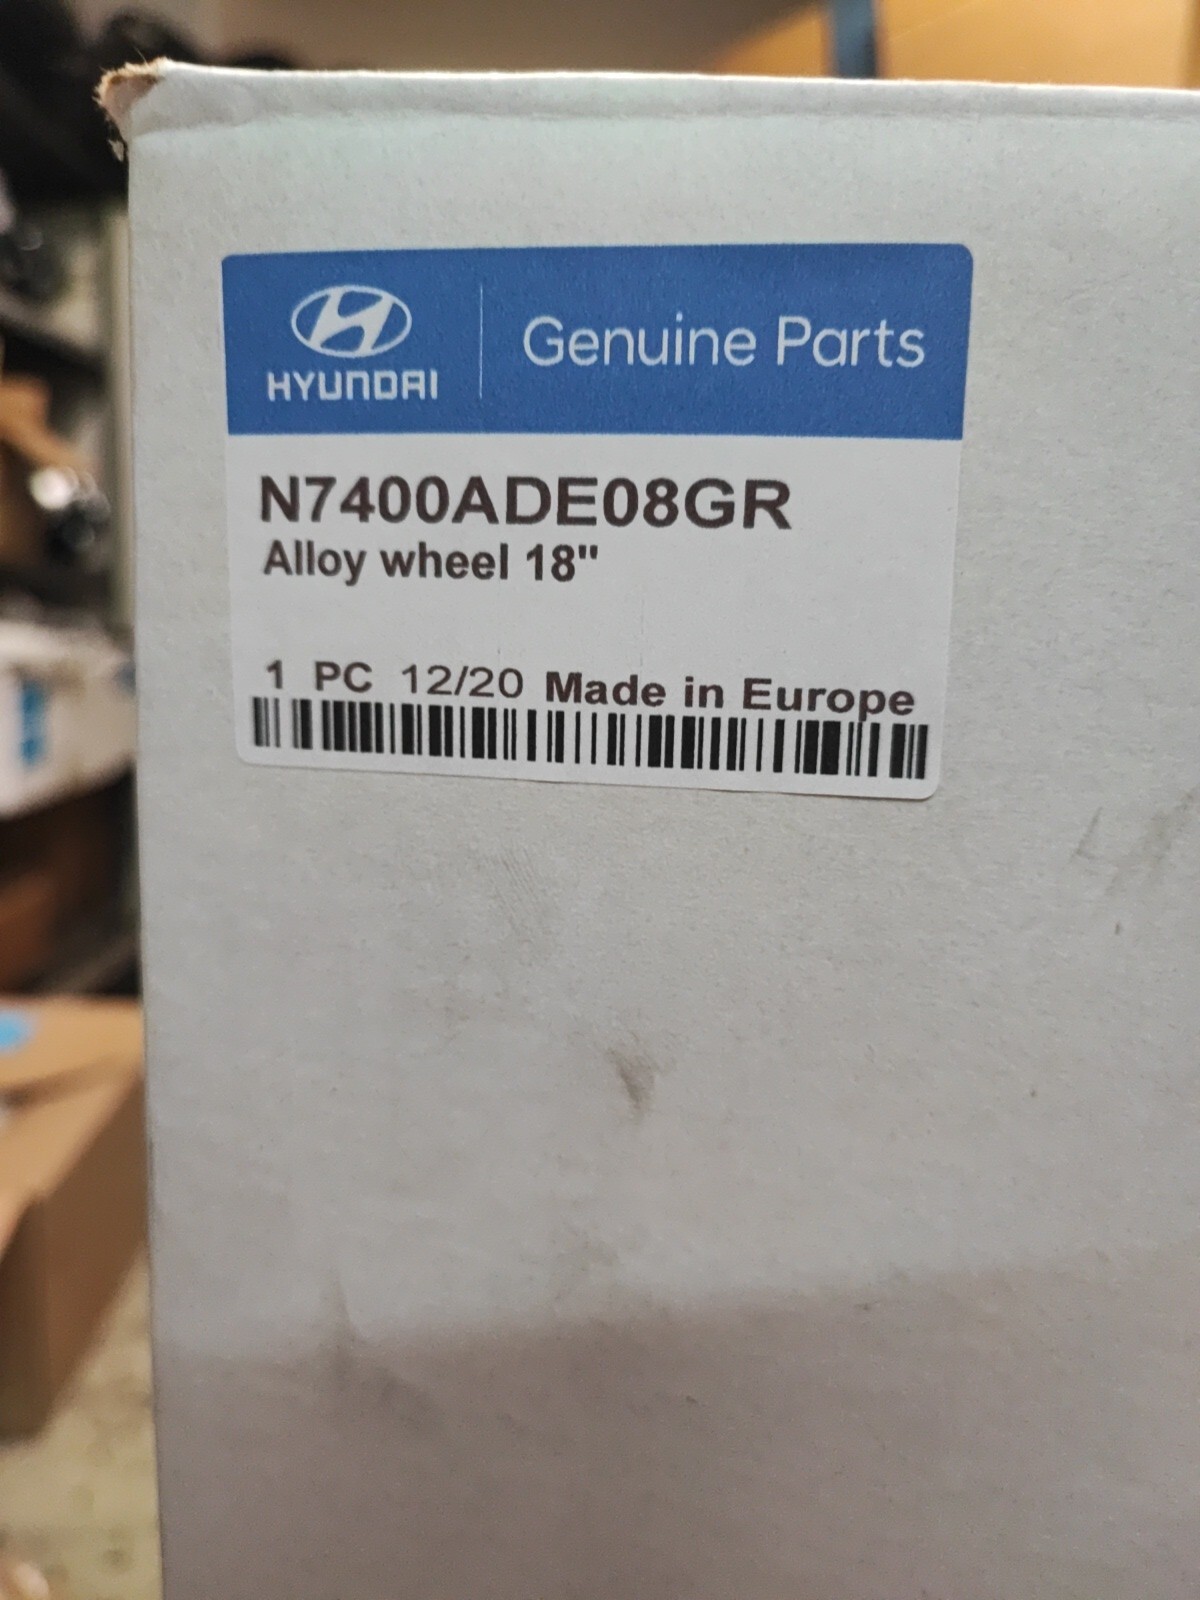 HYUNDAI
Genuine Parts
N7400ADE08GR
Alloy wheel 18"
1 PC 12/20 Made in Europe